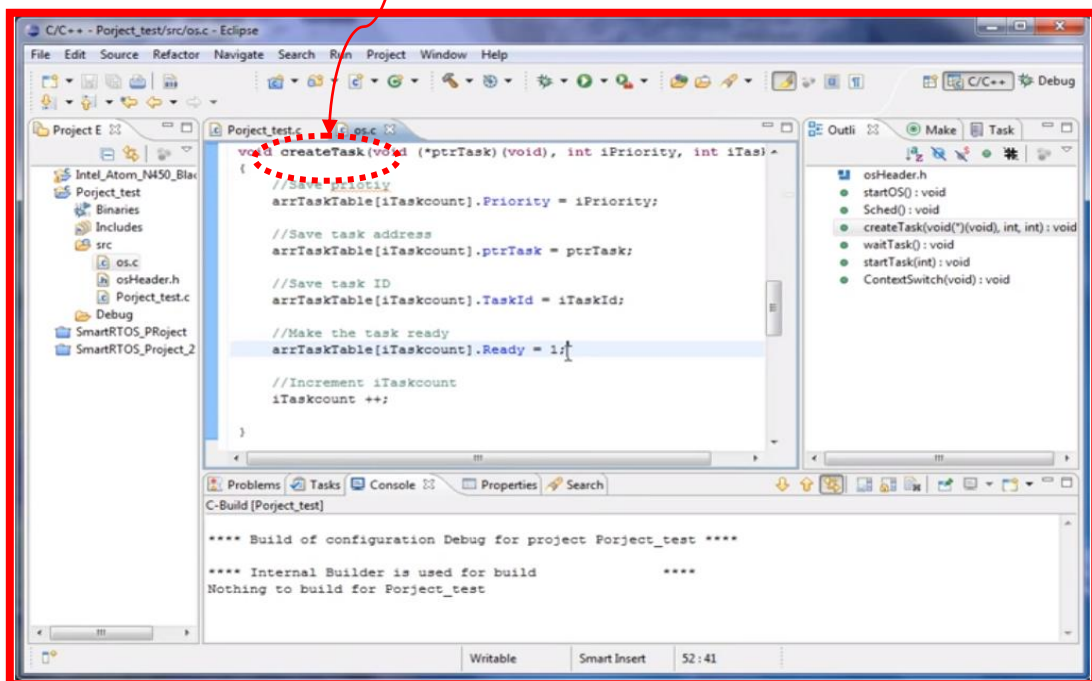 C/C++ - Porject_test/src/os.c - Eclipse
File Edit Source Refactor Navigate Search Run Project Window Help
C/C++ Debug
Project E
Intel_Atom_N450_Blac
Porject_test
Binaries
Includes
src
os.c
osHeader.h
Porject_test.c
Debug
SmartRTOS_PRoject
SmartRTOS_Project_2
Porject_test.c os.c
void createTask(void (*ptrTask)(void), int iPriority, int iTask
{
//Save priotiy
arrTaskTable[iTaskcount].Priority = iPriority;
//Save task address
arrTaskTable[iTaskcount].ptrTask = ptrTask;
//Save task ID
arrTaskTable[iTaskcount].TaskId = iTaskId;
//Make the task ready
arrTaskTable[iTaskcount].Ready = 1;
//Increment iTaskcount
iTaskcount ++;
}
Outli Make Task
osHeader.h
startOS() : void
Sched() : void
createTask(void(*)(void), int, int) : void
waitTask() : void
startTask(int) : void
ContextSwitch(void) : void
Problems Tasks Console Properties Search
C-Build [Porject_test]
**** Build of configuration Debug for project Porject_test ****
**** Internal Builder is used for build ****
Nothing to build for Porject_test
Writable Smart Insert 52 : 41